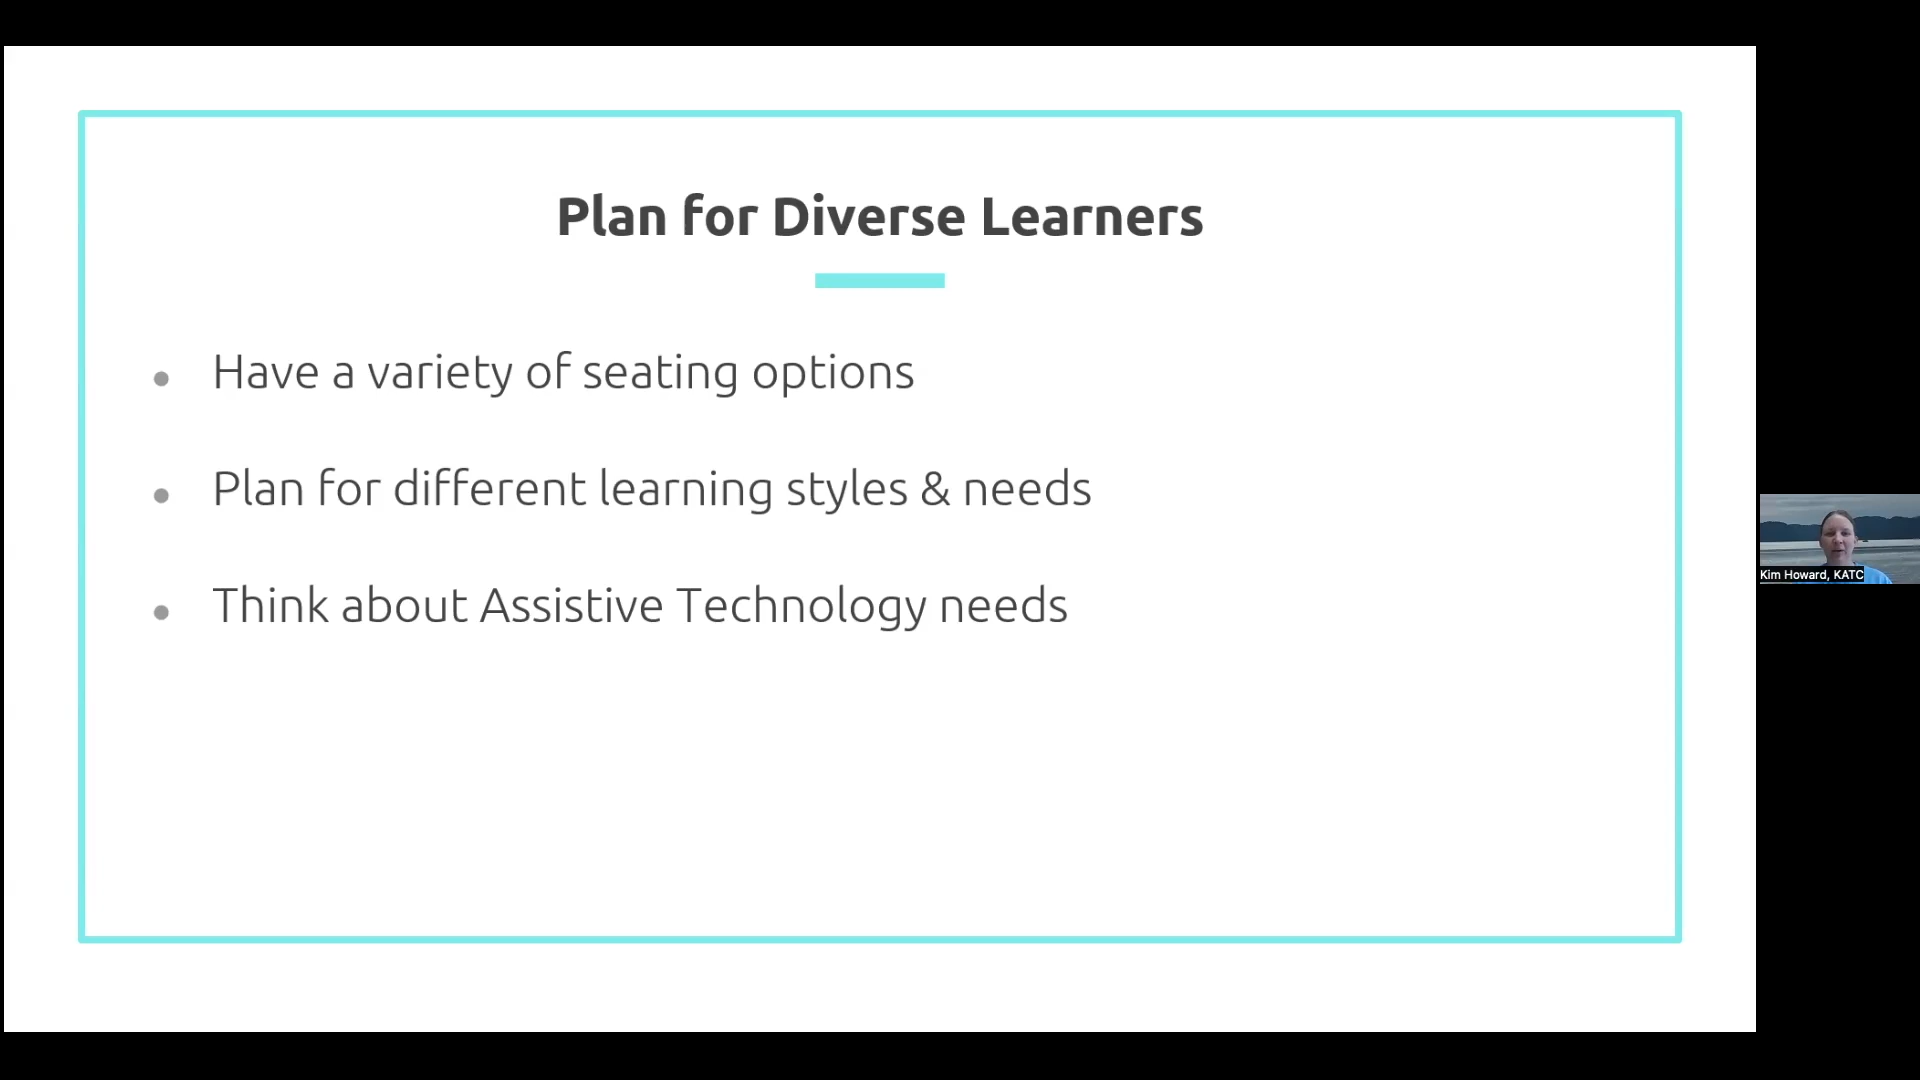 Plan for Diverse Learners
Have a variety of seating options
Plan for different learning styles & needs
Think about Assistive Technology needs
Kim Howard, KATC